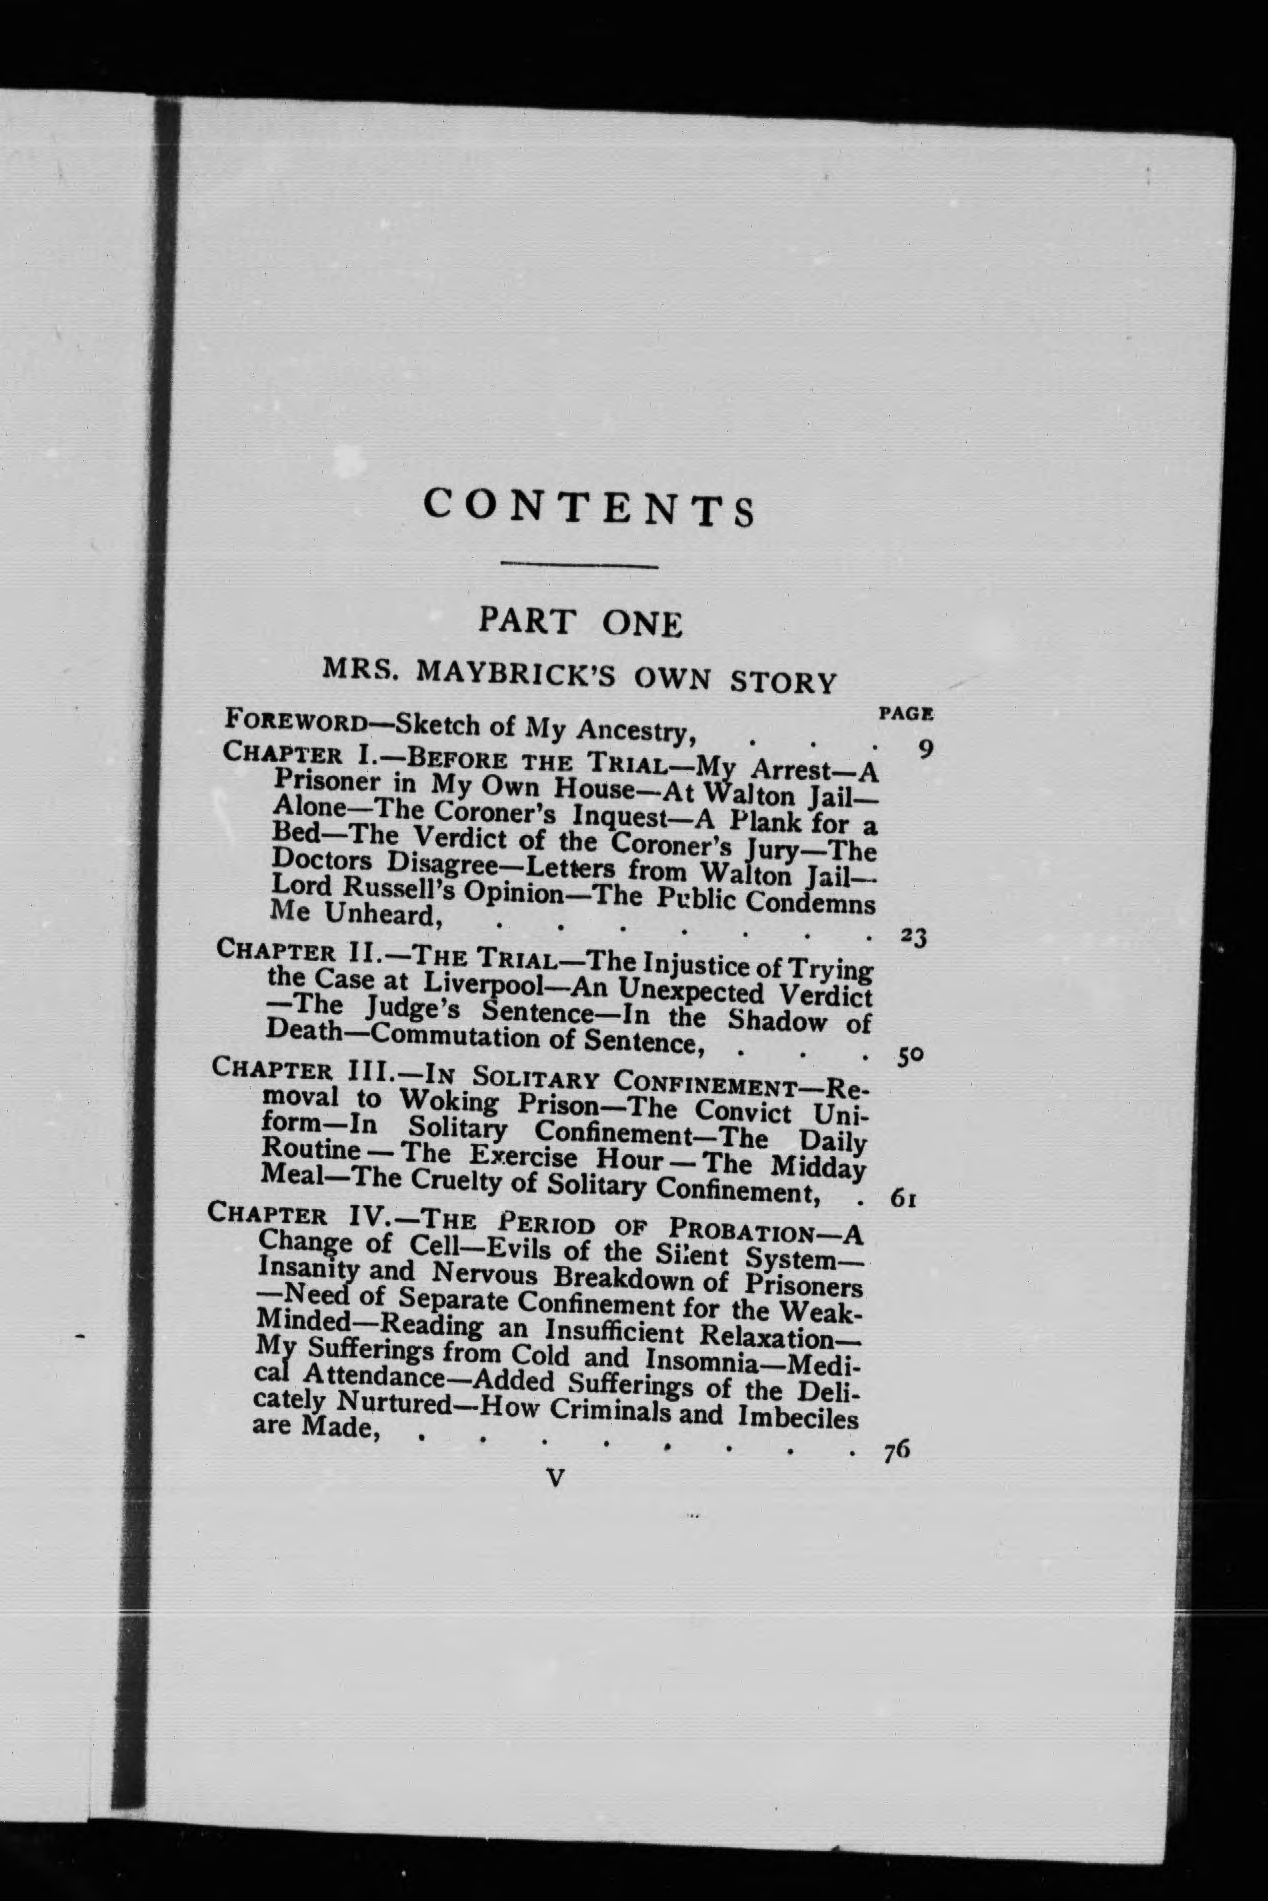 CONTENTS
PART ONE
MRS. MAYBRICK'S OWN STORY
PAGE
FOREWORD—Sketch of My Ancestry, . . . 9
CHAPTER I.—BEFORE THE TRIAL—My Arrest—A
Prisoner in My Own House—At Walton Jail—
Alone—The Coroner's Inquest—A Plank for a
Bed—The Verdict of the Coroner's Jury—The
Doctors Disagree—Letters from Walton Jail—
Lord Russell's Opinion—The Public Condemns
Me Unheard, . . . . . . . 23
CHAPTER II.—THE TRIAL—The Injustice of Trying
the Case at Liverpool—An Unexpected Verdict
—The Judge's Sentence—In the Shadow of
Death—Commutation of Sentence, . . . 50
CHAPTER III.—IN SOLITARY CONFINEMENT—Re-
moval to Woking Prison—The Convict Uni-
form—In Solitary Confinement—The Daily
Routine—The Exercise Hour—The Midday
Meal—The Cruelty of Solitary Confinement, . 61
CHAPTER IV.—THE PERIOD OF PROBATION—A
Change of Cell—Evils of the Silent System—
Insanity and Nervous Breakdown of Prisoners
—Need of Separate Confinement for the Weak-
Minded—Reading an Insufficient Relaxation—
My Sufferings from Cold and Insomnia—Medi-
cal Attendance—Added Sufferings of the Deli-
cately Nurtured—How Criminals and Imbeciles
are Made, . . . . . . . . 76
V